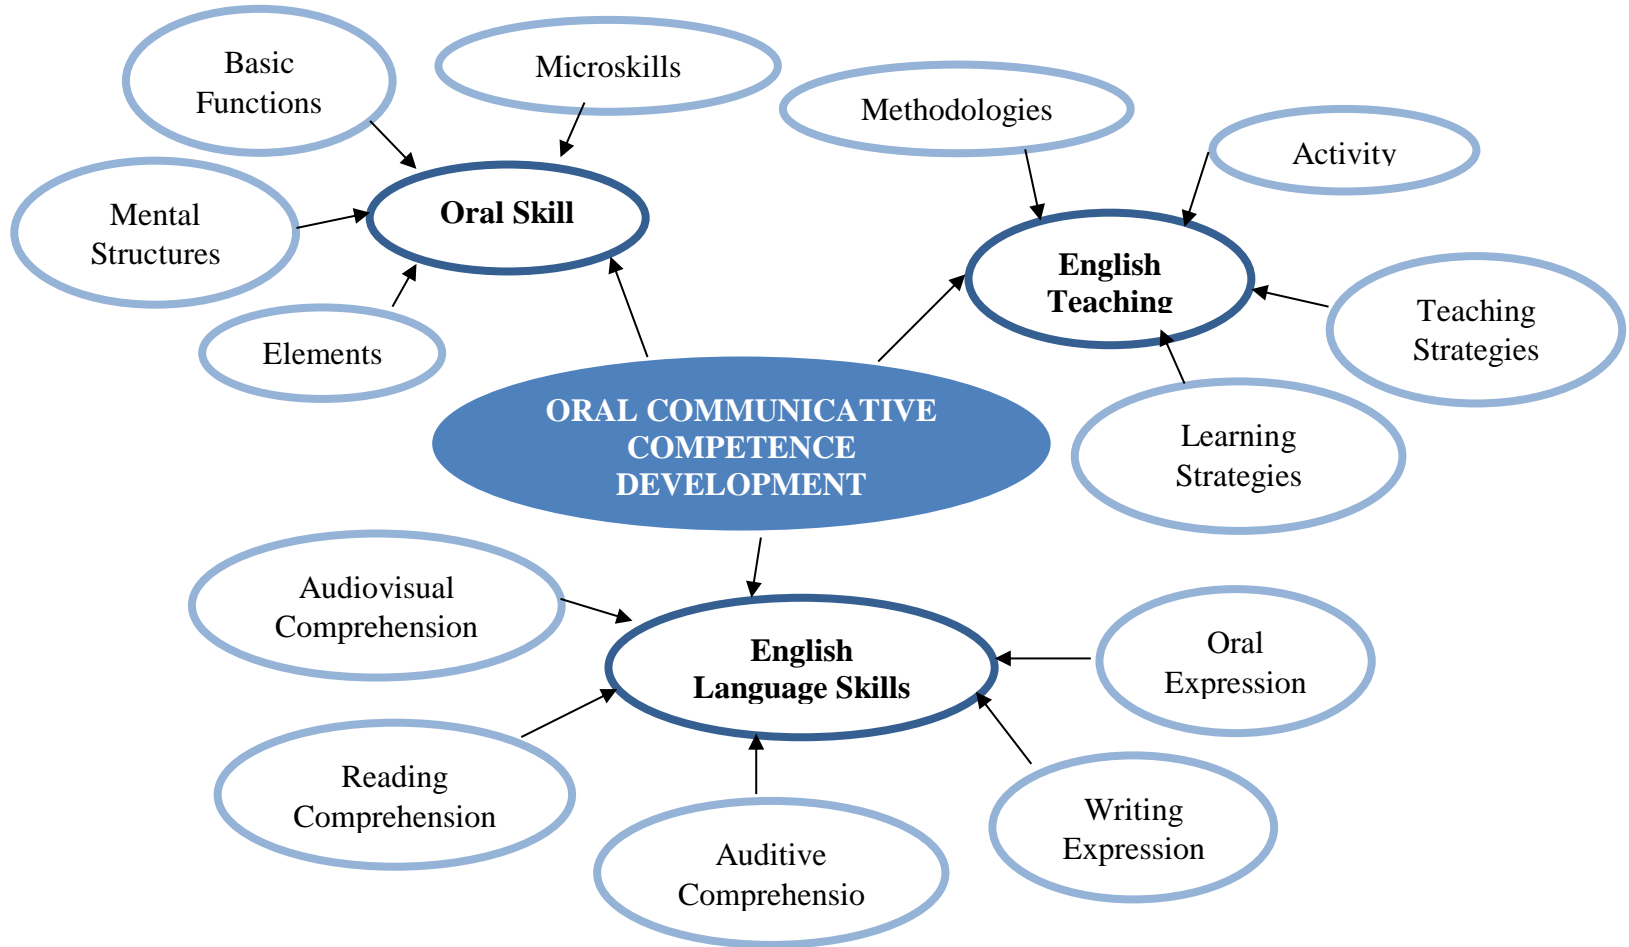 Basic
Functions
Microskills
Methodologies
Activity
Mental
Structures
Oral Skill
English
Teaching
Elements
Teaching
Strategies
ORAL COMMUNICATIVE
COMPETENCE
DEVELOPMENT
Learning
Strategies
Audiovisual
Comprehension
English
Language Skills
Oral
Expression
Reading
Comprehension
Writing
Expression
Auditive
Comprehensio